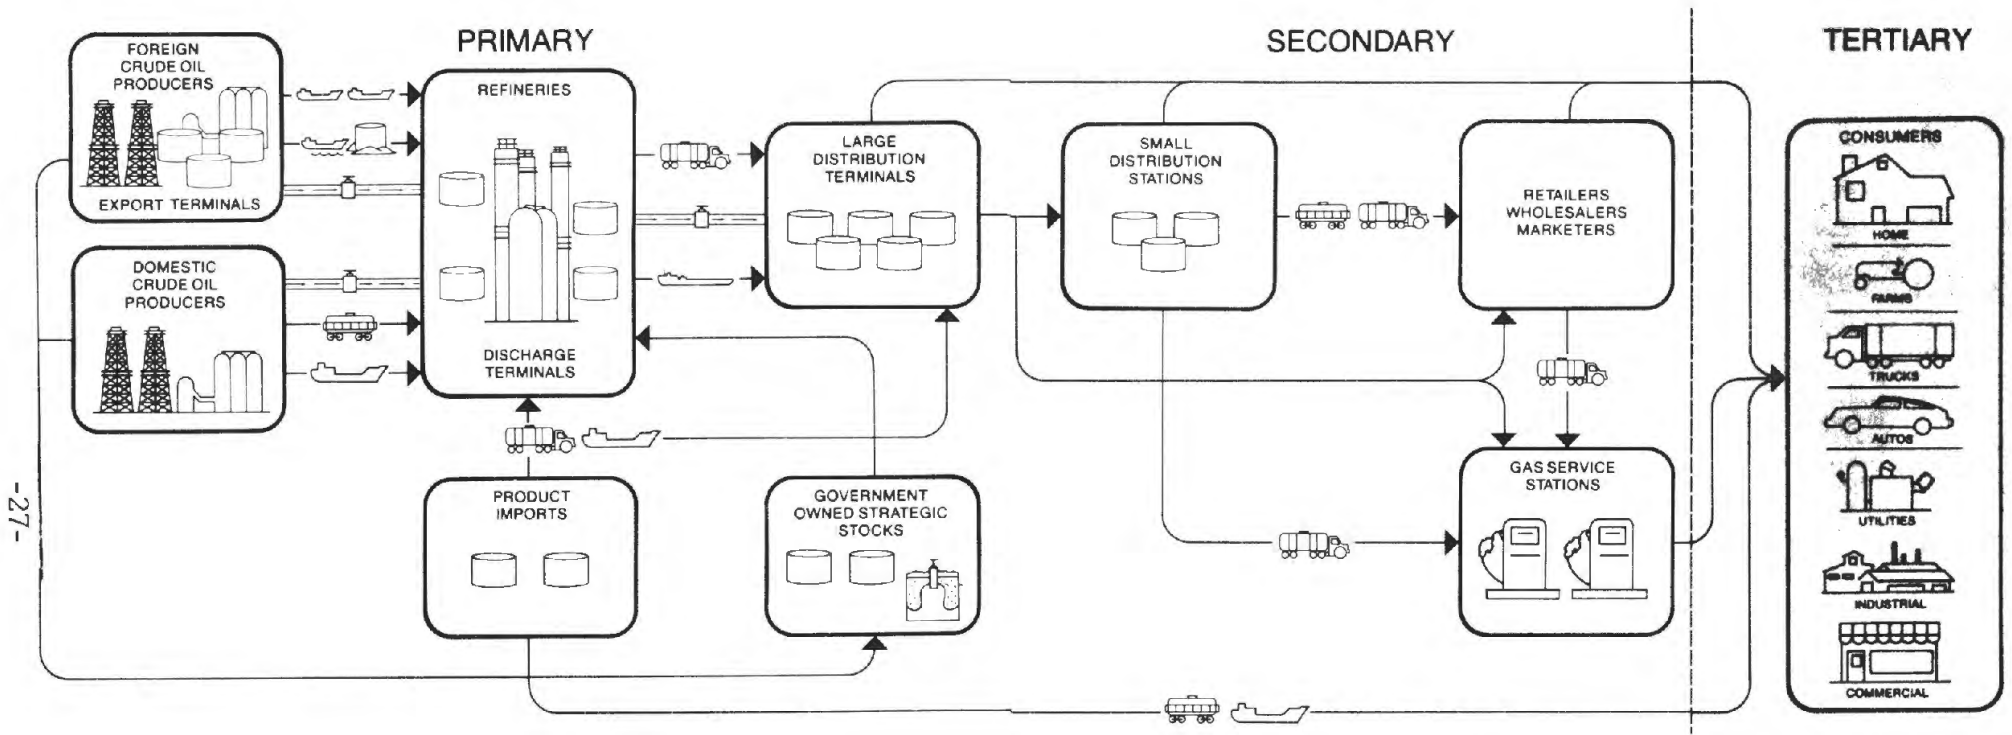 PRIMARY
SECONDARY
TERTIARY
FOREIGN
CRUDE OIL
PRODUCERS
EXPORT TERMINALS
DOMESTIC
CRUDE OIL
PRODUCERS
REFINERIES
DISCHARGE
TERMINALS
PRODUCT
IMPORTS
LARGE
DISTRIBUTION
TERMINALS
GOVERNMENT
OWNED STRATEGIC
STOCKS
SMALL
DISTRIBUTION
STATIONS
RETAILERS
WHOLESALERS
MARKETERS
GAS SERVICE
STATIONS
CONSUMERS
HOME
FARMS
TRUCKS
AUTOS
UTILITIES
INDUSTRIAL
COMMERCIAL
-27-